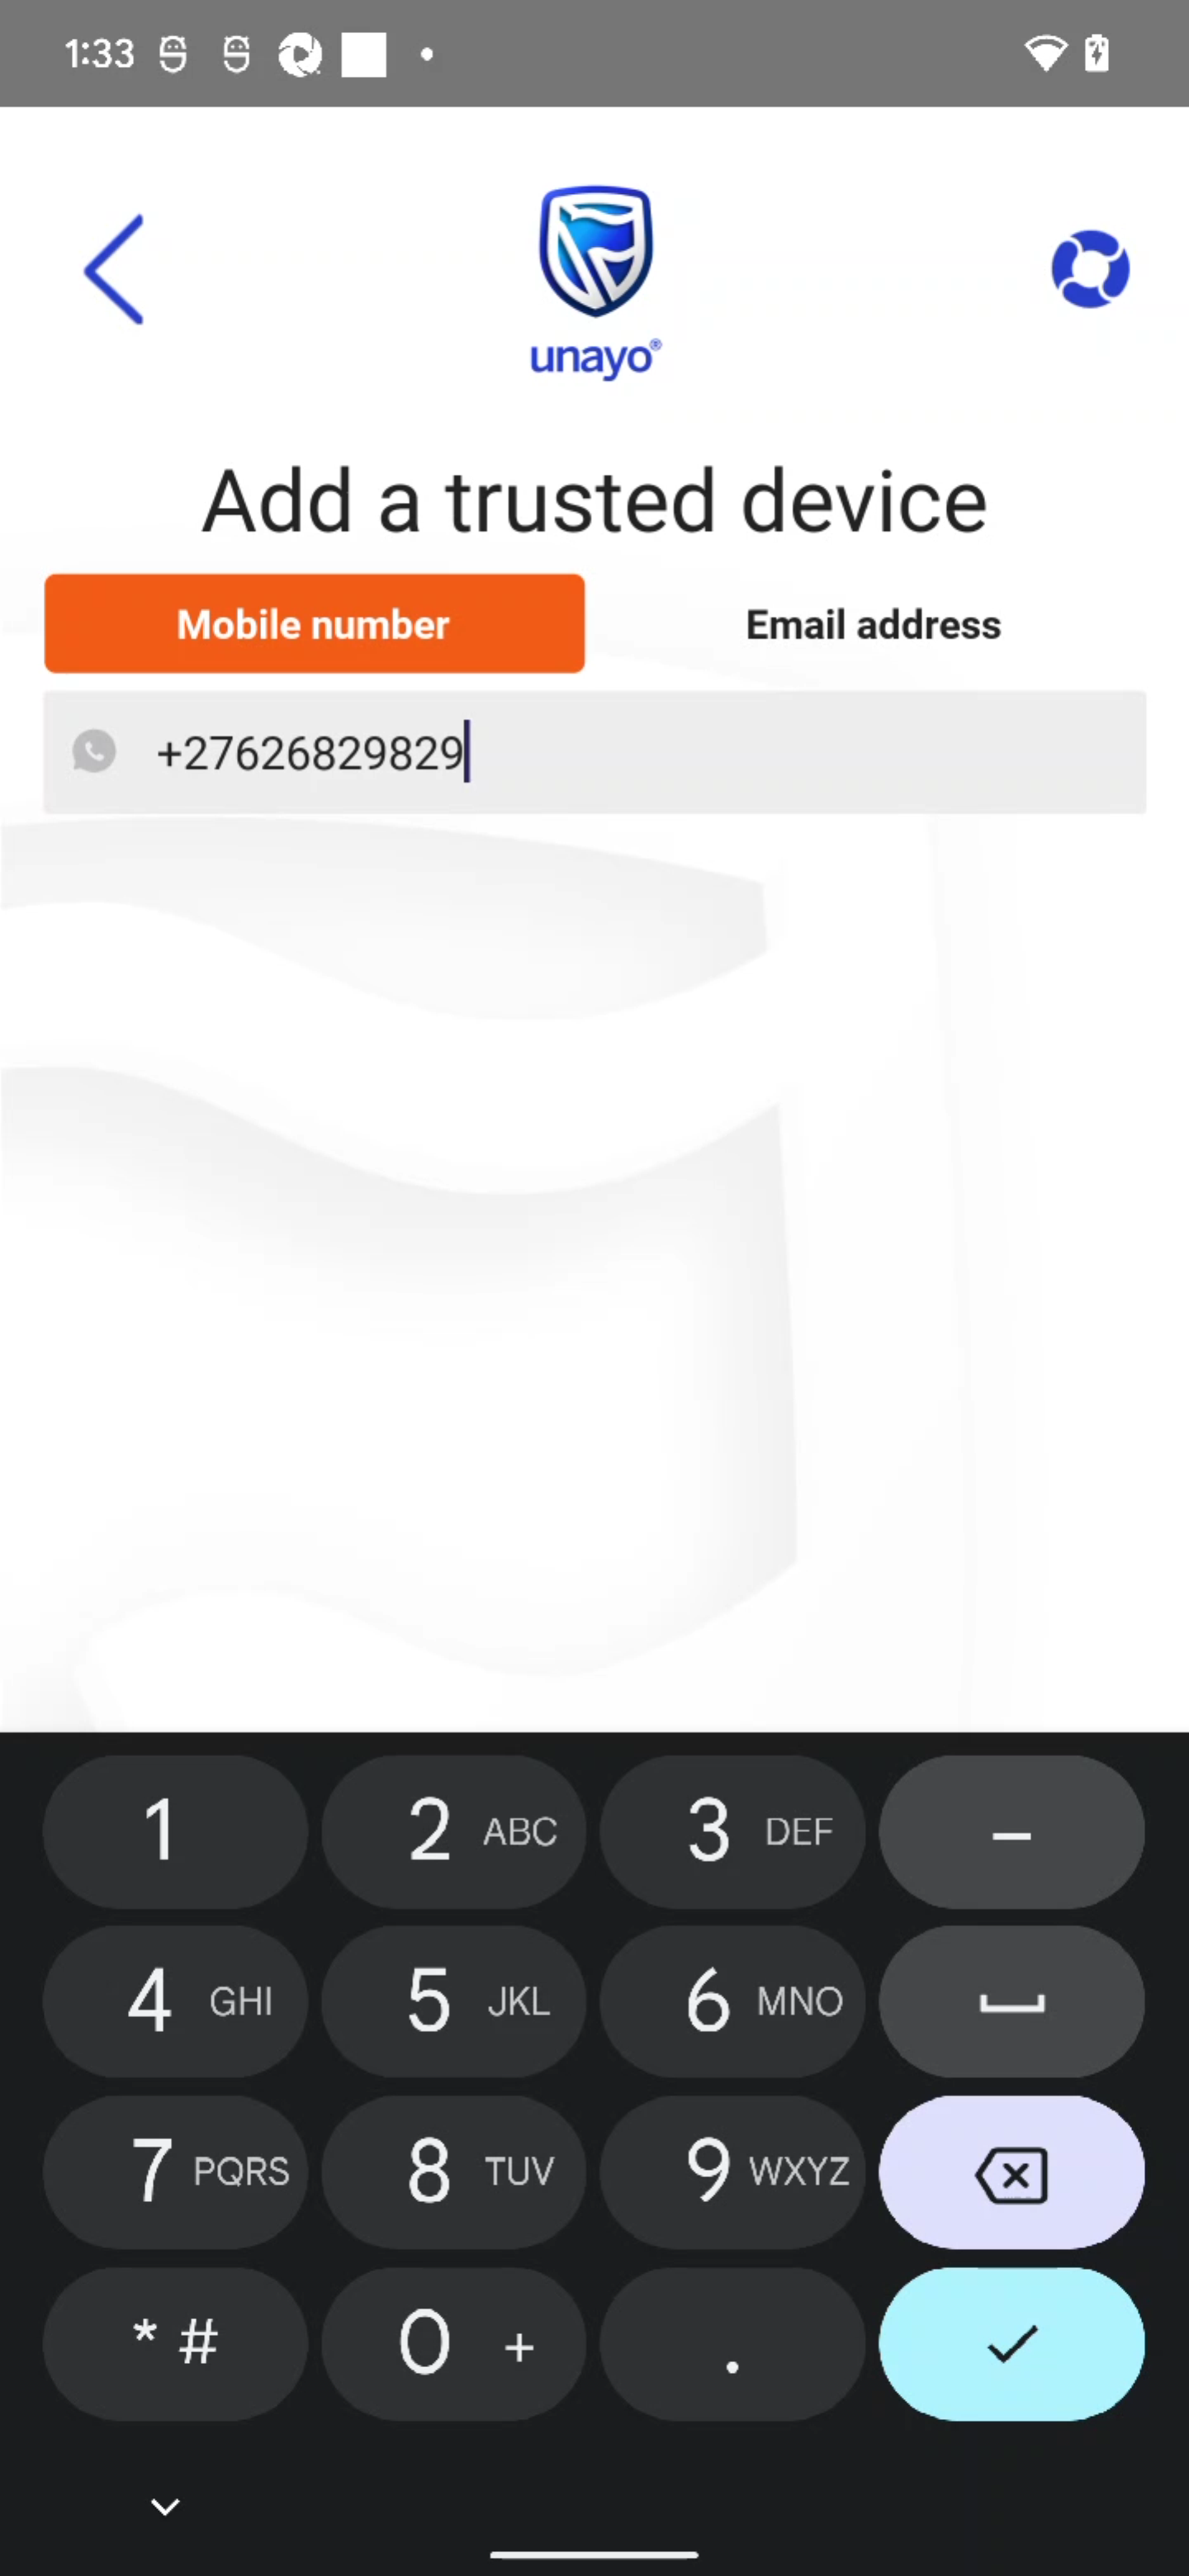 1:33
unayo®
Add a trusted device
Mobile number
Email address
+27626829829
1
2 ABC
3 DEF
–
4 GHI
5 JKL
6 MNO
7 PQRS
8 TUV
9 WXYZ
* #
0 +
.